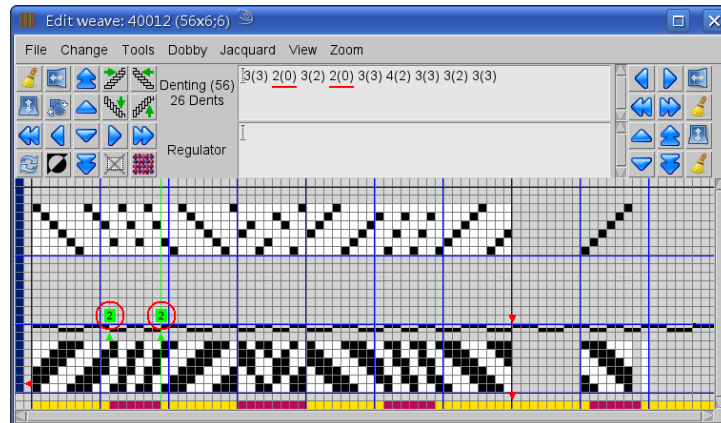 Edit weave: 40012 (56x6;6)
File Change Tools Dobby Jacquard View Zoom
Denting (56)
26 Dents
3(3) 2(0) 3(2) 2(0) 3(3) 4(2) 3(3) 3(2) 3(3)
Regulator
2 2